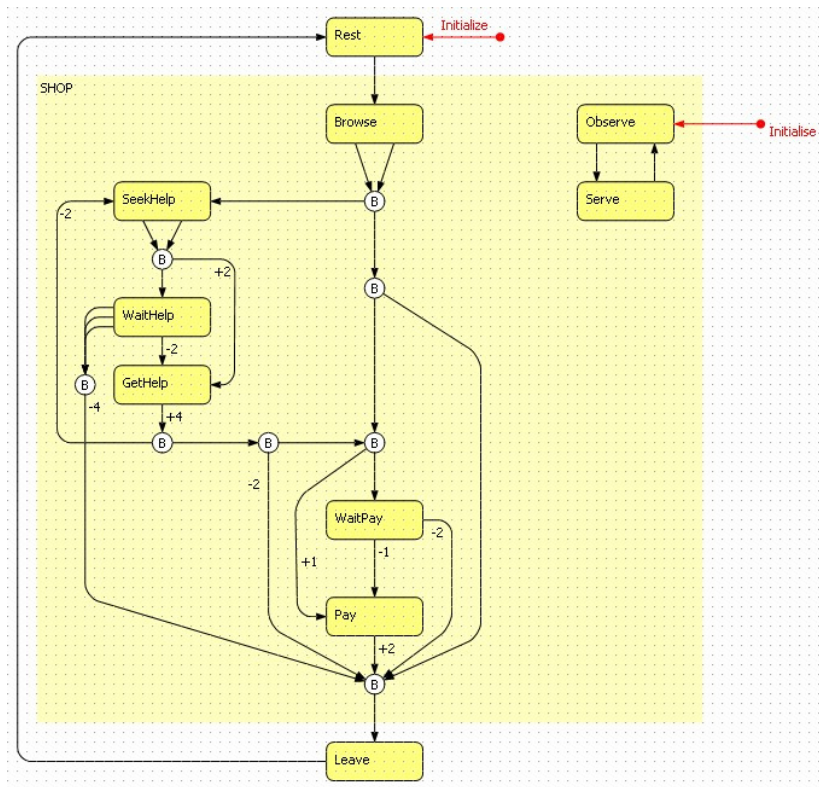 Initialize
Rest
SHOP
Browse
Observe
Initialise
SeekHelp
B
Serve
-2
B
+2
B
WaitHelp
-2
GetHelp
B
-4
+4
B
B
B
-2
WaitPay
-2
-1
+1
Pay
+2
B
Leave